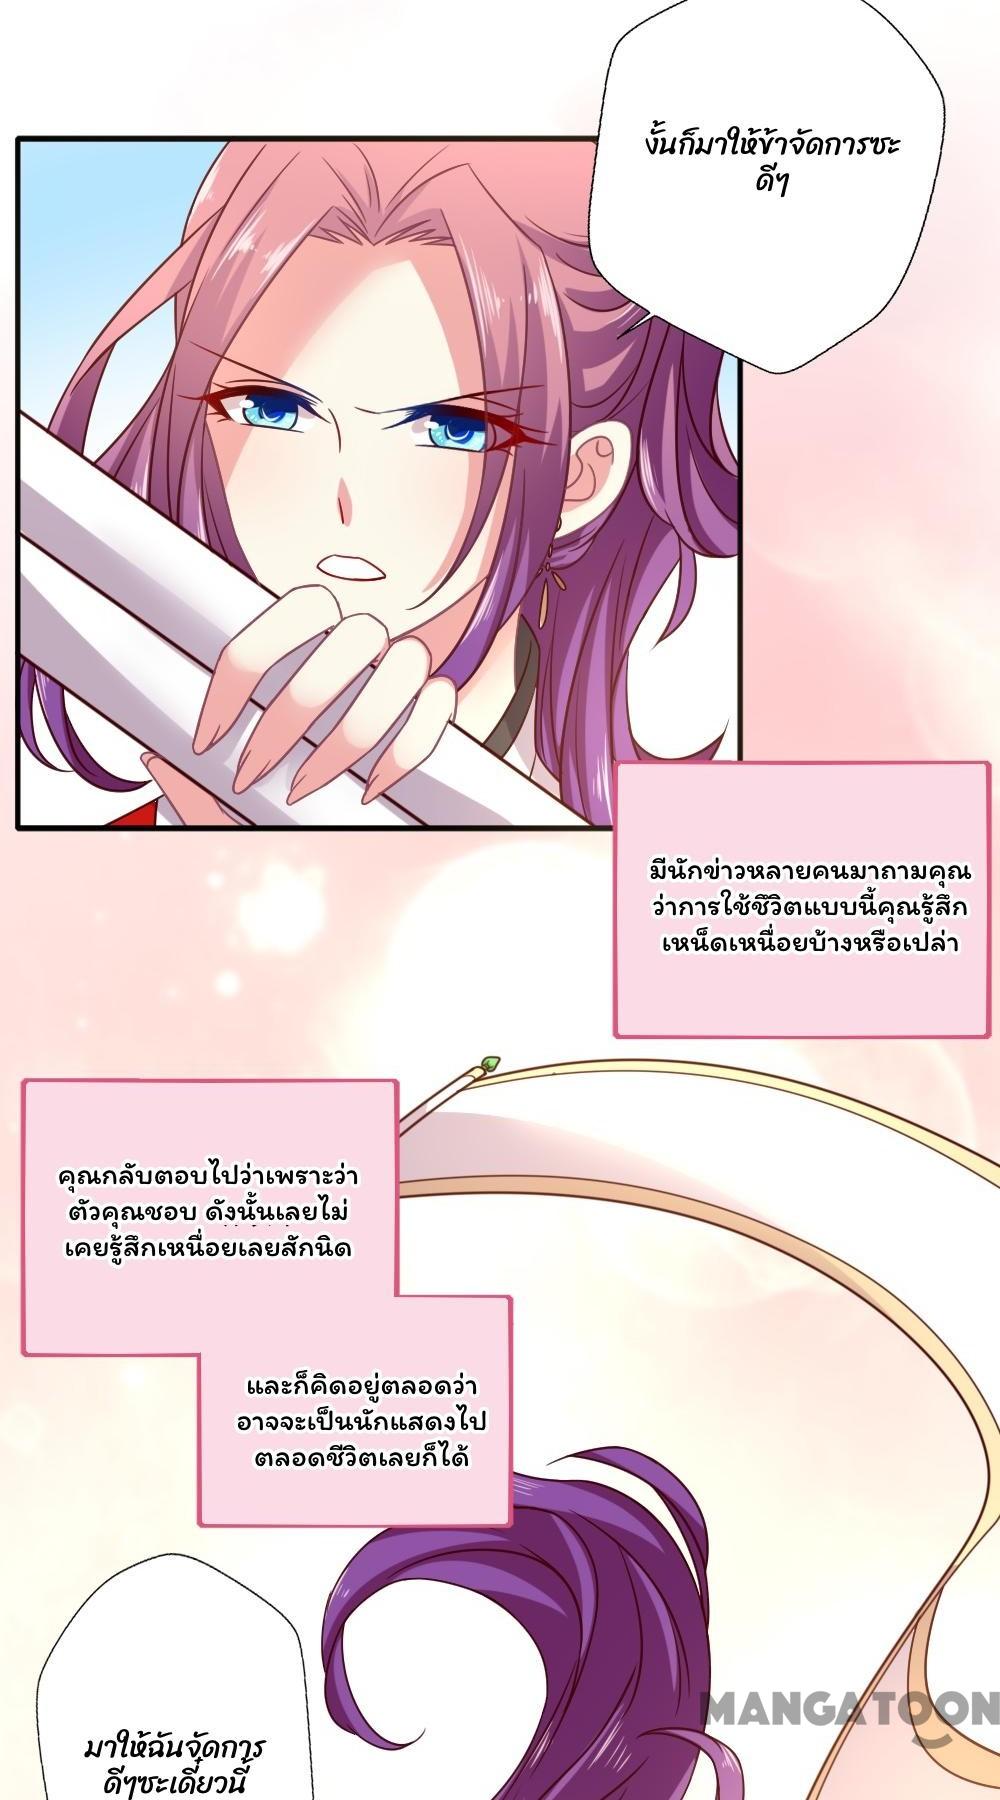 งั้นก็มาให้ข้าจัดการซะ
ดีๆ
มีนักข่าวหลายคนมาถามคุณ
ว่าการใช้ชีวิตแบบนี้คุณรู้สึก
เหน็ดเหนื่อยบ้างหรือเปล่า
คุณกลับตอบไปว่าเพราะว่า
ตัวคุณชอบ ดังนั้นเลยไม่
เคยรู้สึกเหนื่อยเลยสักนิด
และก็คิดอยู่ตลอดว่า
อาจจะเป็นนักแสดงไป
ตลอดชีวิตเลยก็ได้
MANGATOON
มาให้ฉันจัดการ
ดีๆซะเดี๋ยวนี้